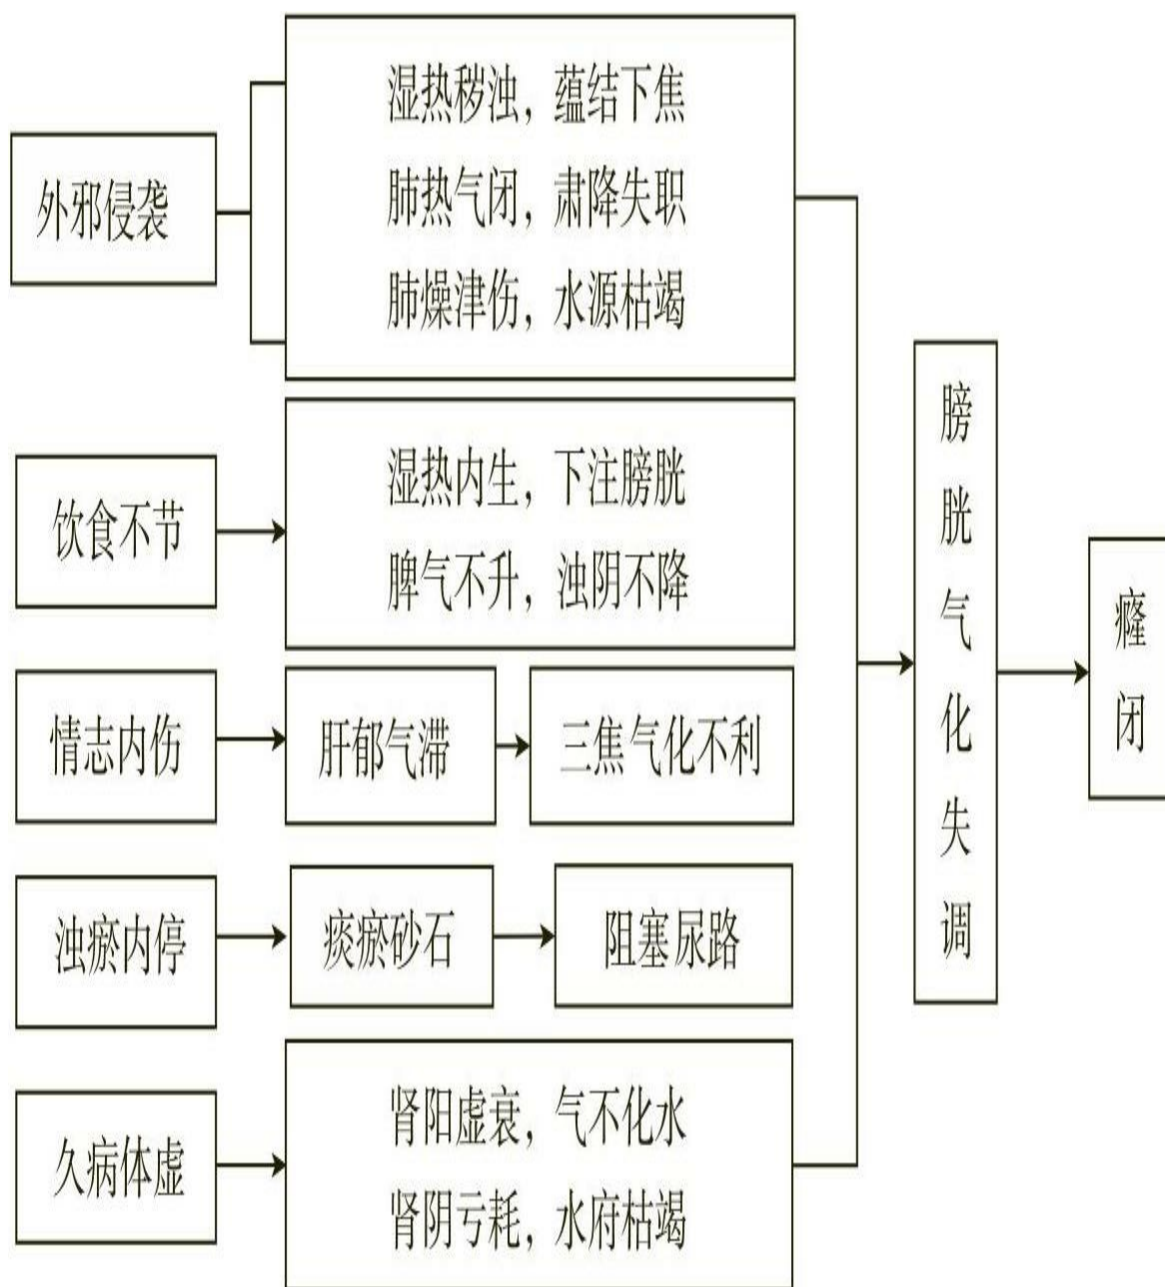 外邪侵袭
湿热秽浊，蕴结下焦
肺热气闭，肃降失职
肺燥津伤，水源枯竭
饮食不节
湿热内生，下注膀胱
脾气不升，浊阴不降
情志内伤
肝郁气滞
三焦气化不利
浊瘀内停
痰瘀砂石
阻塞尿路
久病体虚
肾阳虚衰，气不化水
肾阴亏耗，水府枯竭
膀胱气化失调
癃闭